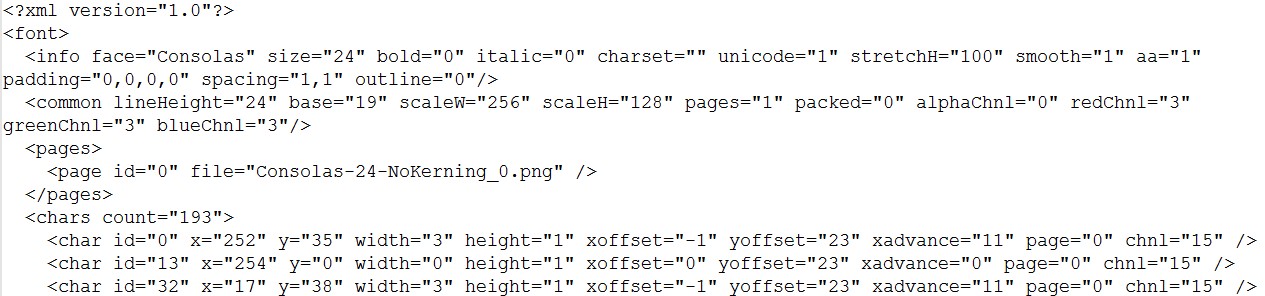 <?xml version="1.0"?>
<font>
<info face="Consolas" size="24" bold="0" italic="0" charset="" unicode="1" stretchH="100" smooth="1" aa="1"
padding="0,0,0,0" spacing="1,1" outline="0"/>
<common lineHeight="24" base="19" scaleW="256" scaleH="128" pages="1" packed="0" alphaChnl="0" redChnl="3"
greenChnl="3" blueChnl="3"/>
<pages>
<page id="0" file="Consolas-24-NoKerning_0.png" />
</pages>
<chars count="193">
<char id="0" x="252" y="35" width="3" height="1" xoffset="-1" yoffset="23" xadvance="11" page="0" chnl="15" />
<char id="13" x="254" y="0" width="0" height="1" xoffset="0" yoffset="23" xadvance="0" page="0" chnl="15" />
<char id="32" x="17" y="38" width="3" height="1" xoffset="-1" yoffset="23" xadvance="11" page="0" chnl="15" />